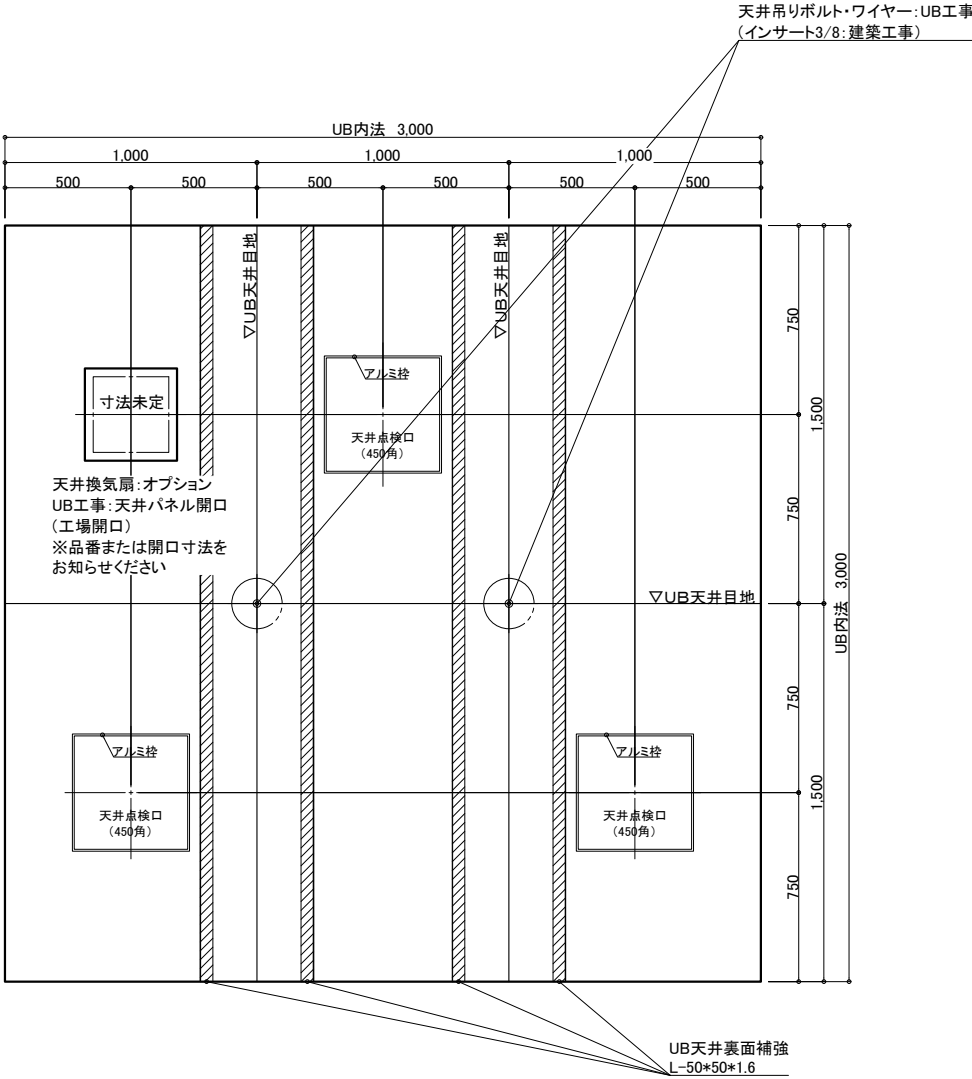 天井吊りボルト・ワイヤー:UB工事
(インサート3/8:建築工事)
UB内法 3,000
1,000
1,000
1,000
500
500
500
500
500
500
▽UB天井目地
▽UB天井目地
750
アルミ枠
寸法未定
1,500
天井点検口
(450角)
天井換気扇:オプション
UB工事:天井パネル開口
(工場開口)
※品番または開口寸法を
お知らせください
750
▽UB天井目地
UB内法 3,000
750
アルミ枠
アルミ枠
1,500
天井点検口
(450角)
天井点検口
(450角)
750
UB天井裏面補強
L-50*50*1.6